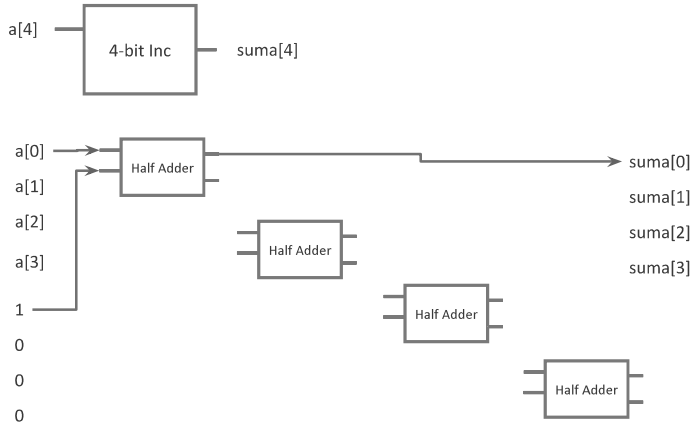 a[4]
4-bit Inc
suma[4]
a[0]
Half Adder
suma[0]
a[1]
suma[1]
a[2]
suma[2]
Half Adder
a[3]
suma[3]
1
Half Adder
0
0
Half Adder
0